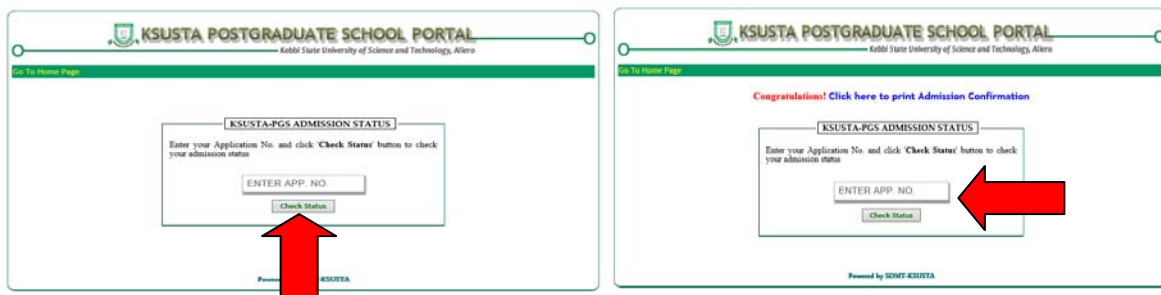 KSUSTA POSTGRADUATE SCHOOL PORTAL
Kebbi State University of Science and Technology, Aliero
Go To Home Page
KSUSTA-PGS ADMISSION STATUS
Enter your Application No. and click 'Check Status' button to check
your admission status
ENTER APP. NO.
Check Status
Powered KSUSTA
KSUSTA POSTGRADUATE SCHOOL PORTAL
Kebbi State University of Science and Technology, Aliero
Go To Home Page
Congratulations! Click here to print Admission Confirmation
KSUSTA-PGS ADMISSION STATUS
Enter your Application No. and click 'Check Status' button to check
your admission status
ENTER APP. NO.
Check Status
Powered by SDMT-KSUSTA